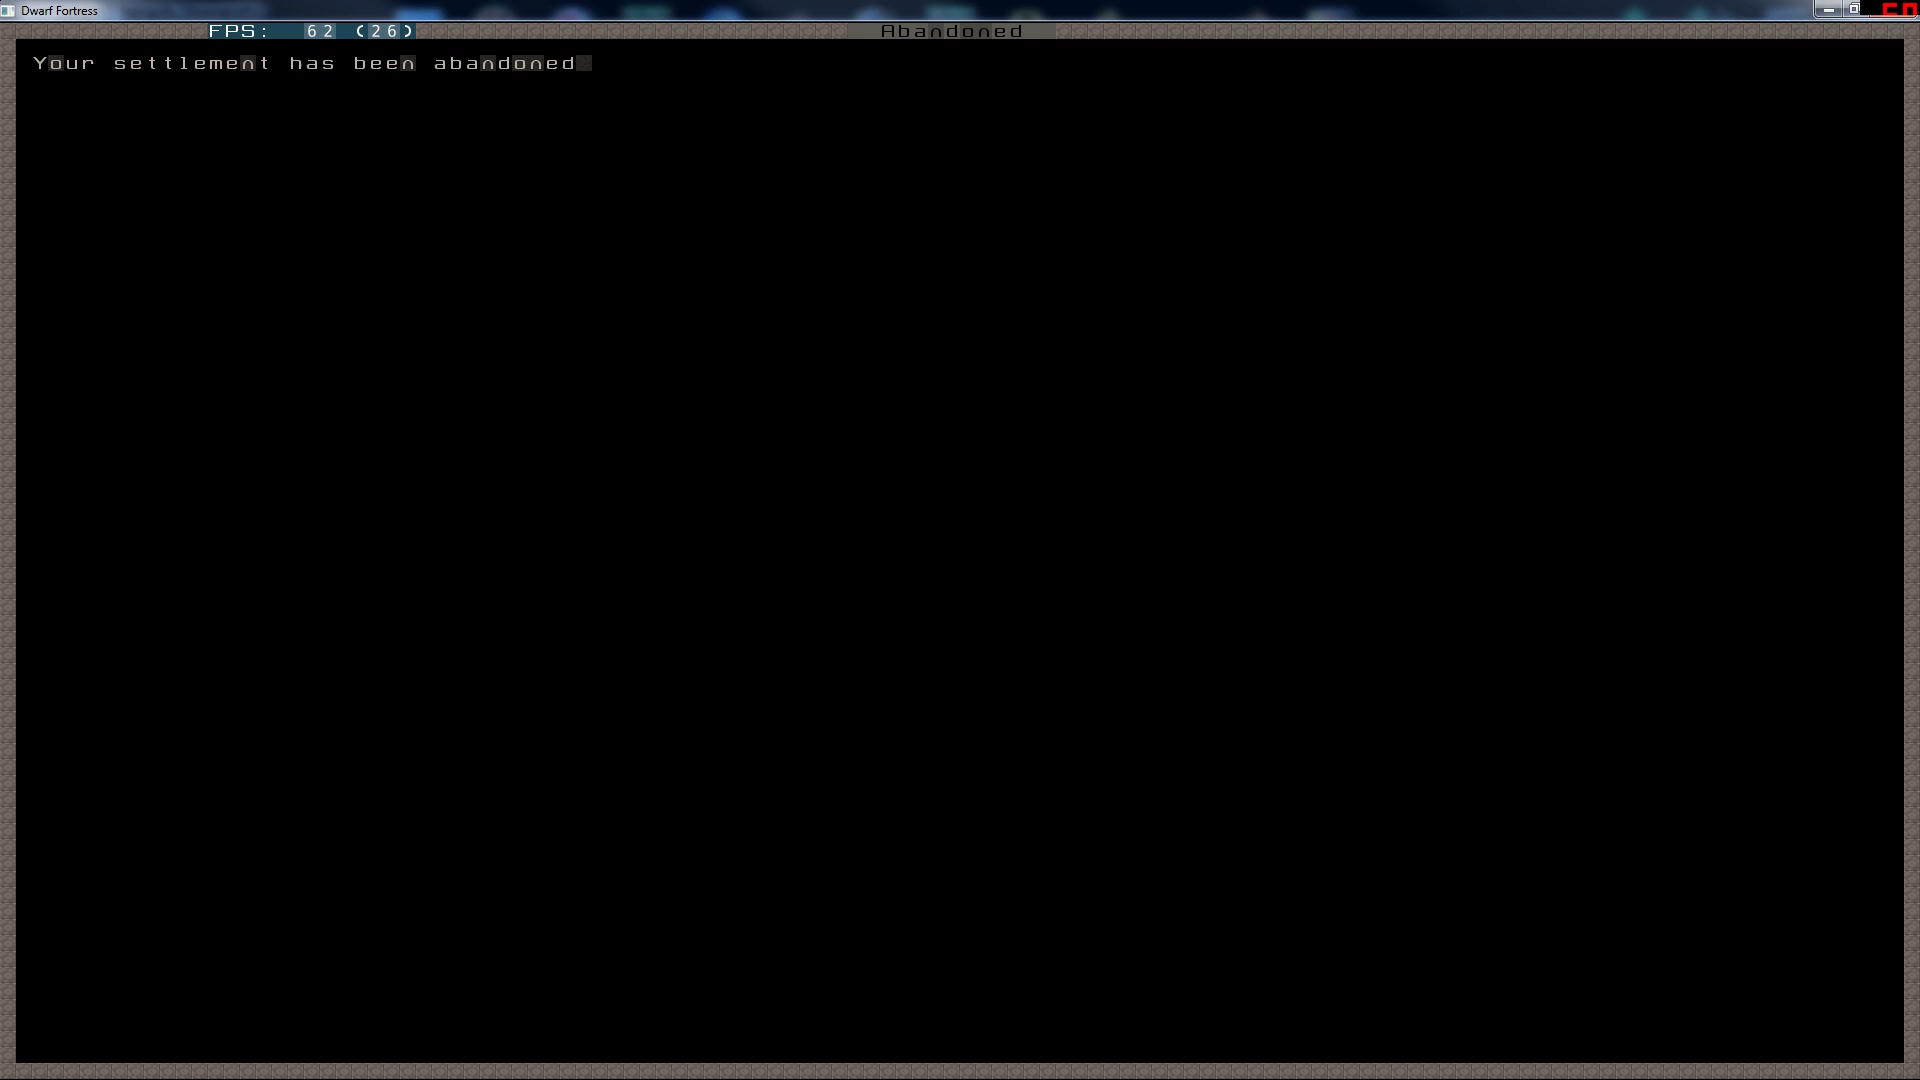 Dwarf Fortress
FPS: 62 (26)
Abandoned
Your settlement has been abandoned